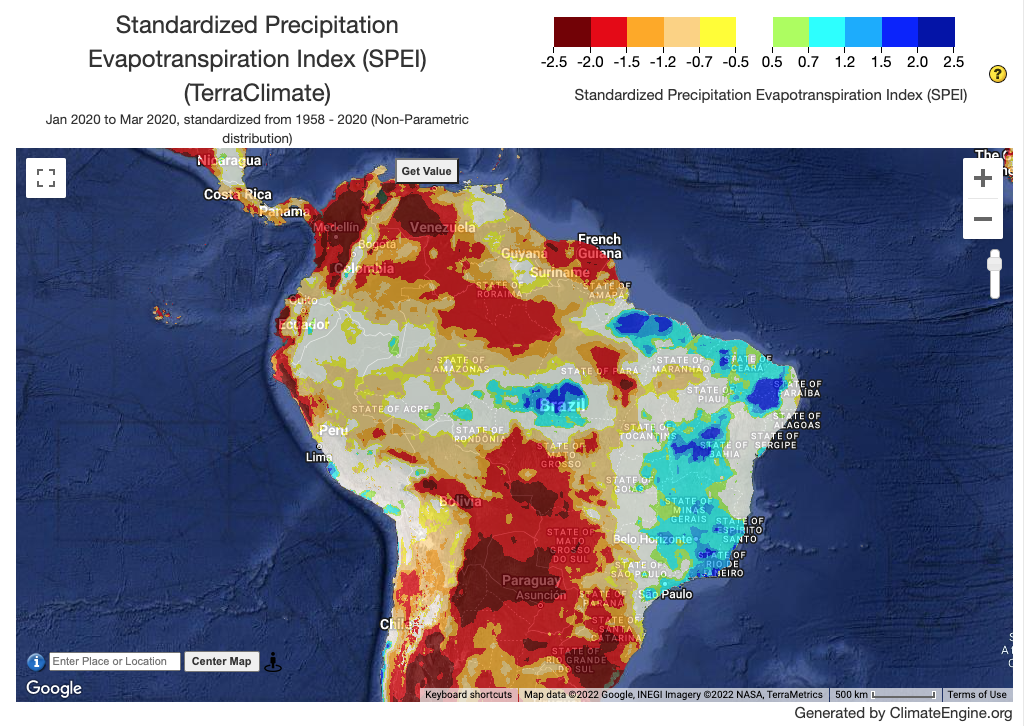 Standardized Precipitation
Evapotranspiration Index (SPEI)
(TerraClimate)
Jan 2020 to Mar 2020, standardized from 1958 - 2020 (Non-Parametric
distribution)
-2.5 -2.0 -1.5 -1.2 -0.7 -0.5 0.5 0.7 1.2 1.5 2.0 2.5
?
Standardized Precipitation Evapotranspiration Index (SPEI)
Nicaragua
The
Get Value
+
Costa Rica
Panama
−
Medellín
Venezuela
Bogotá
Guyana
French
Guiana
Colombia
Suriname
STATE OF
RORAIMA
STATE OF
AMAPÁ
Quito
Ecuador
STATE OF
AMAZONAS
STATE OF PARÁ
STATE OF
MARANHÃO
STATE OF
CEARÁ
STATE OF
PARAÍBA
STATE OF
PIAUÍ
STATE OF ACRE
Brazil
STATE OF
ALAGOAS
Peru
STATE OF
RONDÔNIA
STATE OF
TOCANTINS
STATE OF
SERGIPE
Lima
STATE OF
MATO
GROSSO
STATE OF
BAHIA
STATE OF
GOIÁS
Bolivia
STATE OF
MINAS
GERAIS
STATE OF
ESPÍRITO
SANTO
STATE OF
MATO
GROSSO
DO SUL
Belo Horizonte
STATE OF
RIO DE
JANEIRO
STATE OF
SÃO PAULO
Paraguay
Asunción
São Paulo
STATE OF
PARANÁ
Chile
STATE OF
SANTA
CATARINA
STATE OF
RIO GRANDE
DO SUL
i
Enter Place or Location
Center Map
Google
Keyboard shortcuts
Map data ©2022 Google, INEGI Imagery ©2022 NASA, TerraMetrics
500 km
Terms of Use
Generated by ClimateEngine.org